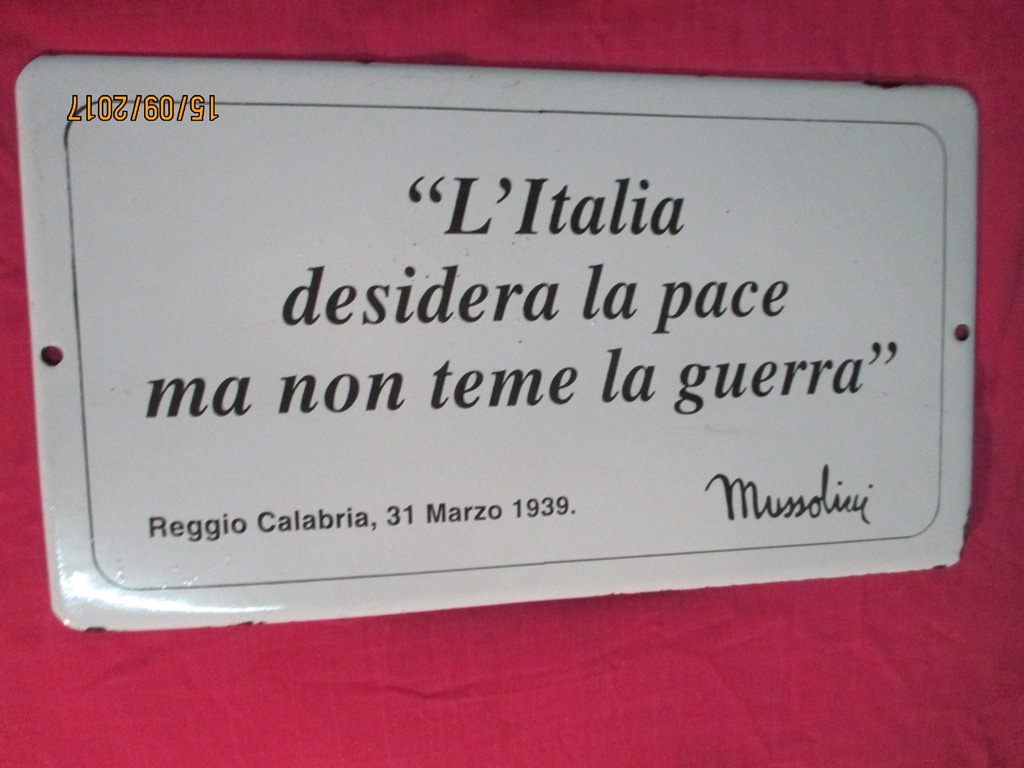 15/09/2017
“L’Italia
desidera la pace
ma non teme la guerra”
Reggio Calabria, 31 Marzo 1939.
Mussolini